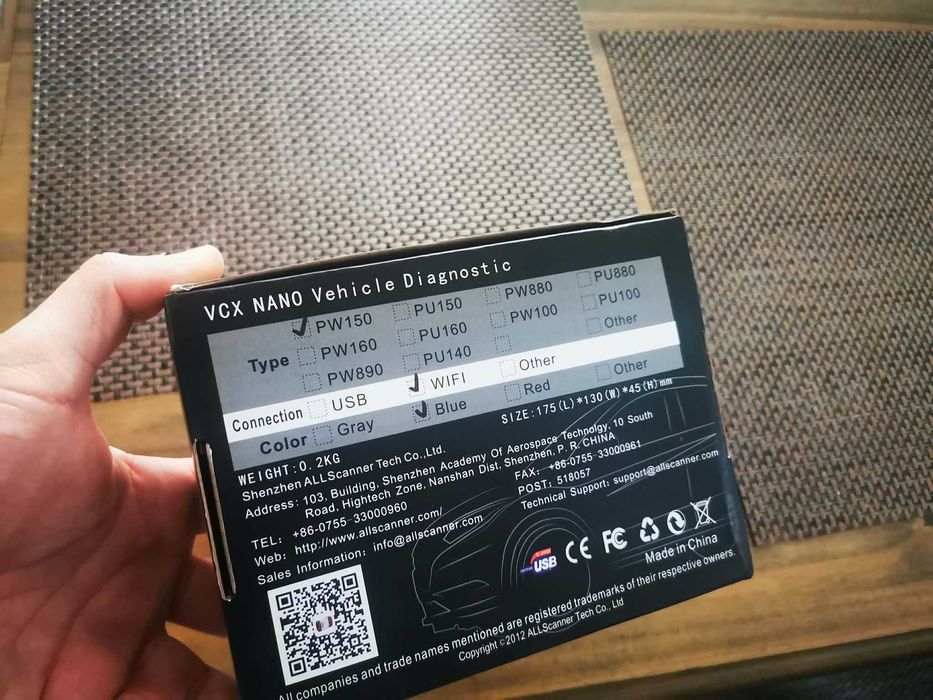 VCX NANO Vehicle Diagnostic
PW150 PU150 PW880 PU880
Type PW160 PU160 PW100 PU100
PW890 PU140 Other
Connection USB WIFI Other
Color Gray Blue Red Other
WEIGHT:0.2KG SIZE:175(L)*130(W)*45(H)mm
Shenzhen ALLScanner Tech Co.,Ltd.
Address: 103, Building, Shenzhen Academy Of Aerospace Technolgy, 10 South
Road, Hightech Zone, Nanshan Dist, Shenzhen, P. R. CHINA
TEL: +86-0755-33000960 FAX: +86-0755-33000961
Web: http://www.allscanner.com/ POST: 518057
Sales Information: info@allscanner.com Technical Support: support@allscanner.com
USB CE FC
Made in China
All companies and trade names mentioned are registered trademarks of their respective owners.
Copyright ©2012 ALLScanner Tech Co., Ltd